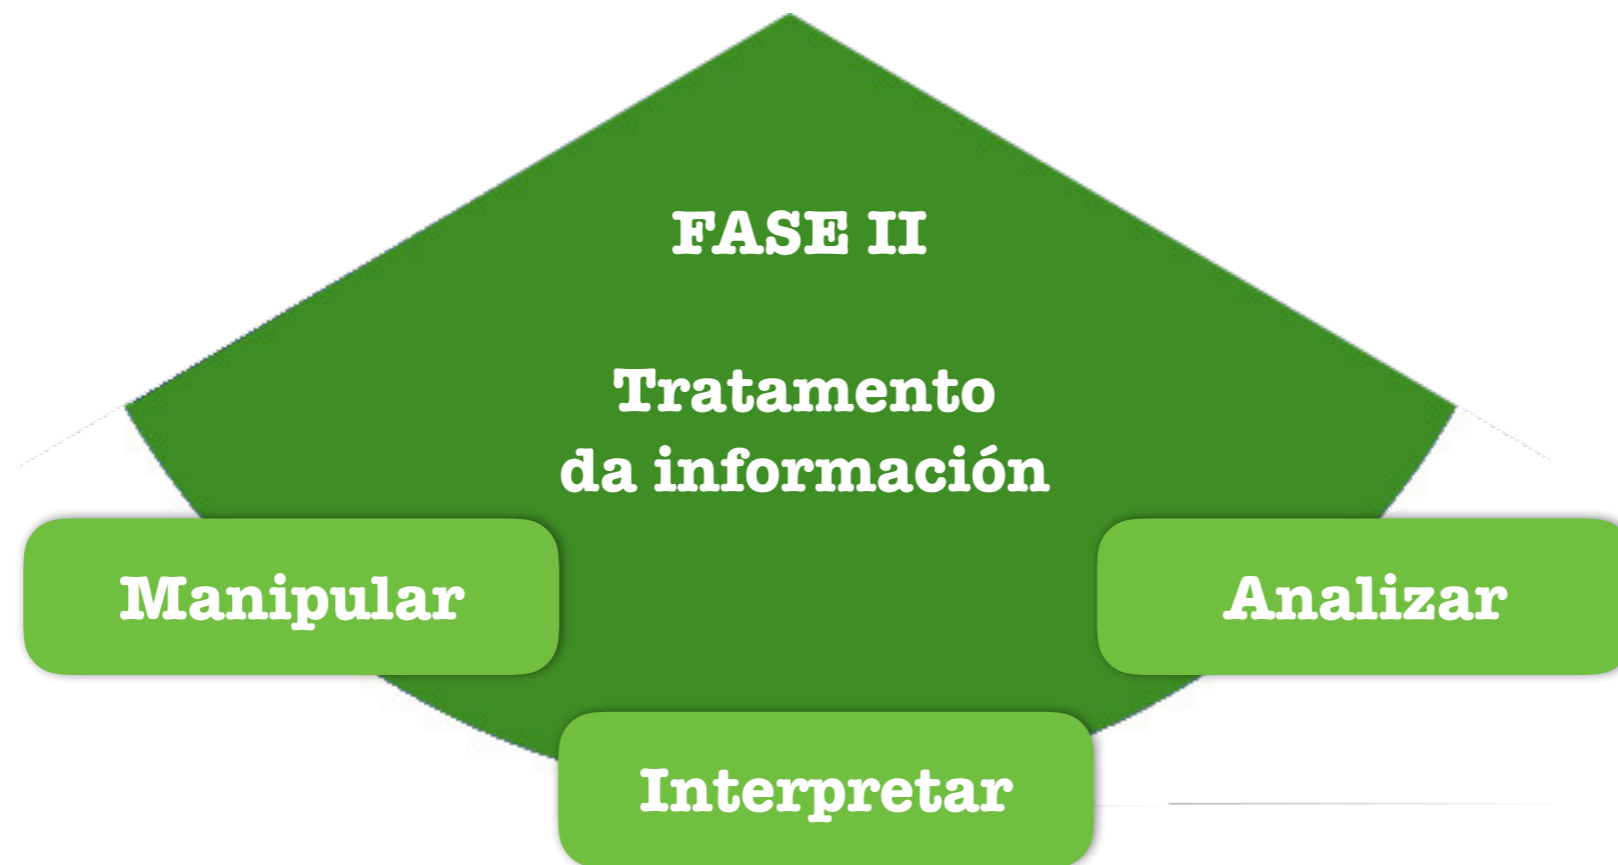 FASE II
Tratamento
da información
Manipular
Analizar
Interpretar